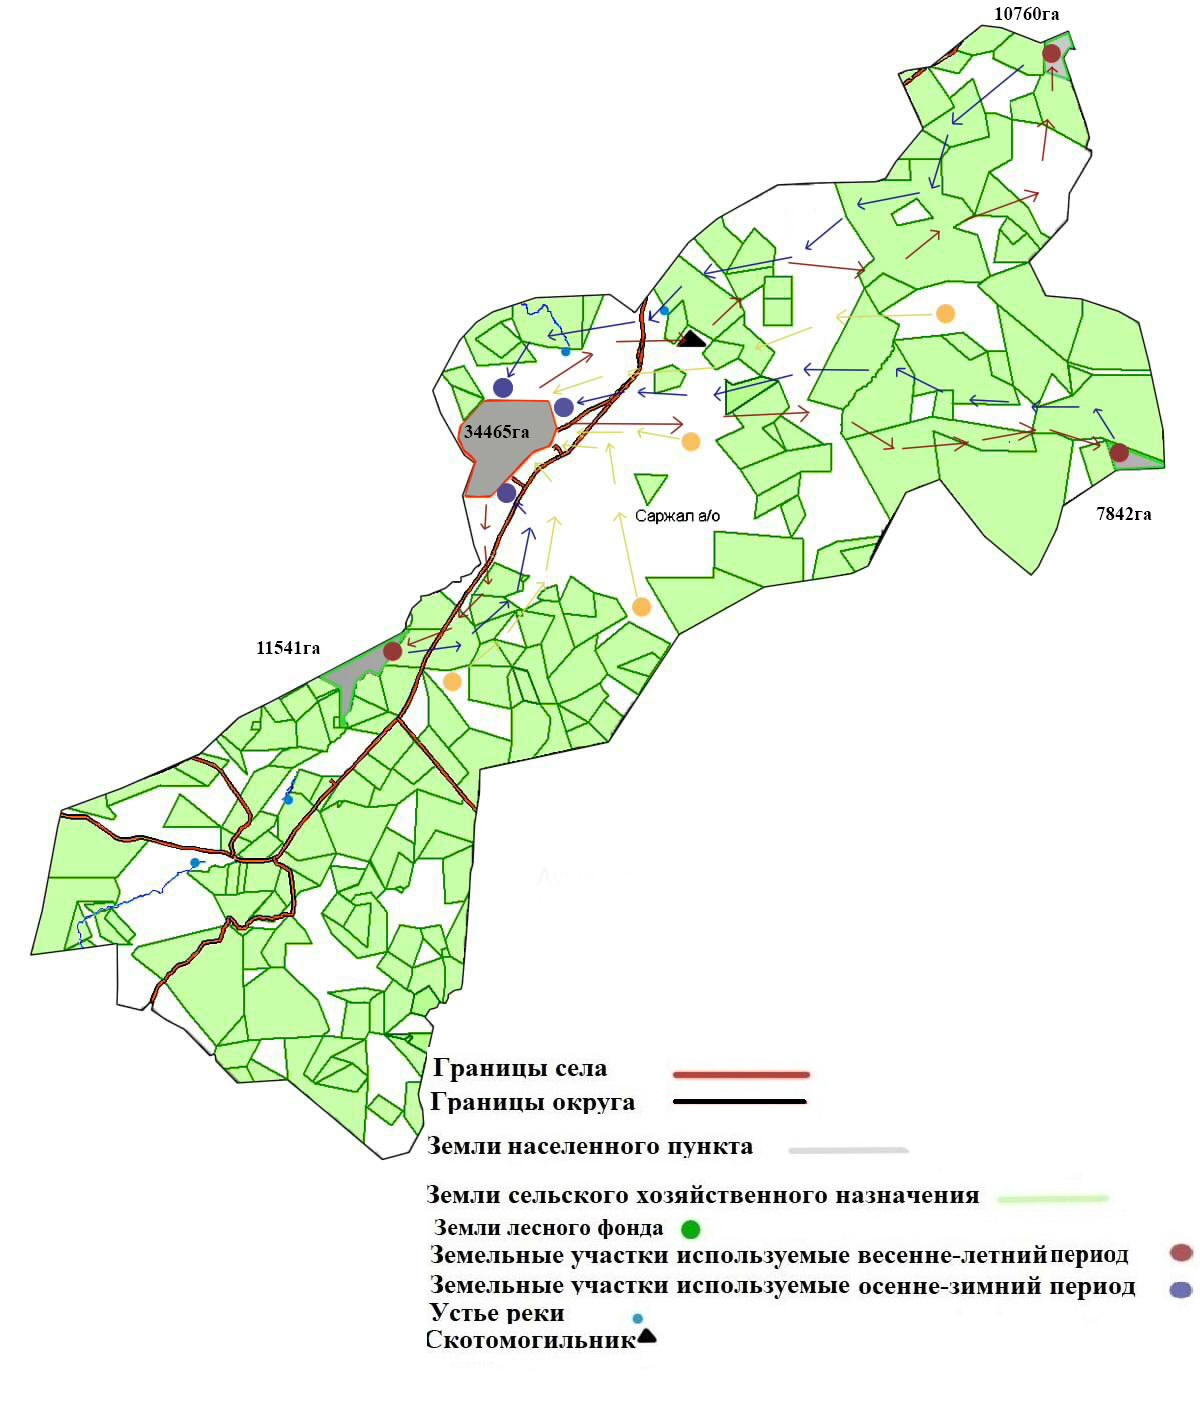 10760га
34465га
Саржал а/о
7842га
11541га
Границы села
Границы округа
Земли населенного пункта
Земли сельского хозяйственного назначения
Земли лесного фонда
Земельные участки используемые весенне-летний период
Земельные участки используемые осенне-зимний период
Устье реки
Скотомогильник